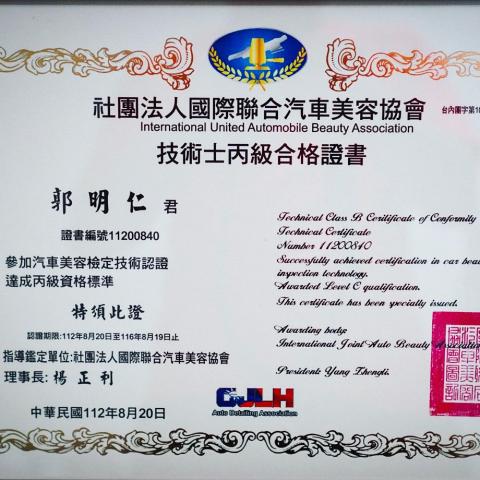 社團法人國際聯合汽車美容協會
台內團字第10
International United Automobile Beauty Association
技術士丙級合格證書
郭明仁 君
證書編號11200840
參加汽車美容檢定技術認證
達成丙級資格標準
特須此證
認證期限:112年8月20日至116年8月19日止
指導鑑定單位:社團法人國際聯合汽車美容協會
理事長:楊正利
中華民國112年8月20日
Technical Class B Certificate of Conformity
Technical Certificate
Number 11200840
Successfully achieved certification in car beau
inspection technology.
Awarded Level C qualification.
This certificate has been specially issued.
Awarding body:
International Joint Auto Beauty Association
President: Yang Zhengli.
Auto Detailing Association